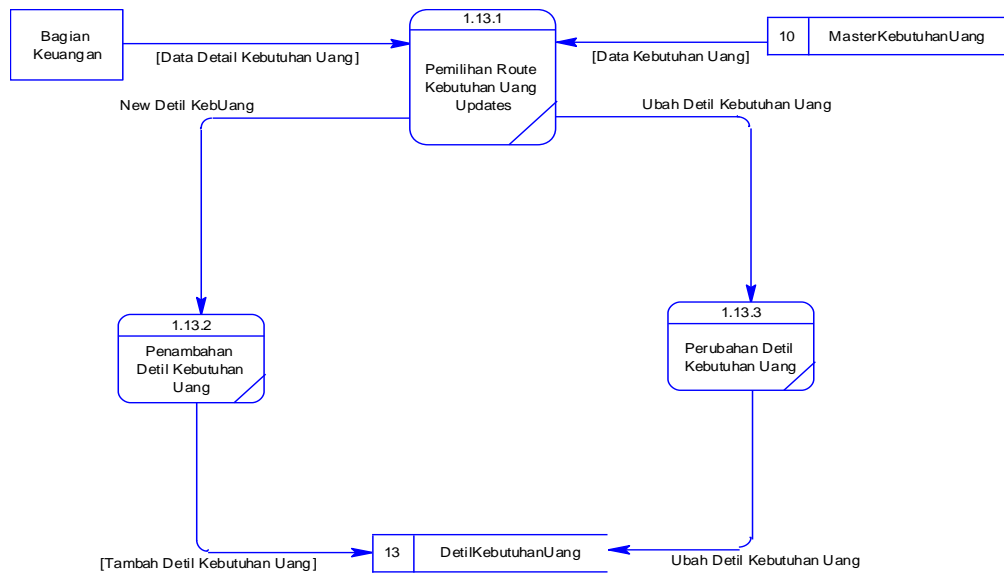 Bagian
Keuangan
[Data Detail Kebutuhan Uang]
1.13.1
Pemilihan Route
Kebutuhan Uang
Updates
[Data Kebutuhan Uang]
10
MasterKebutuhanUang
New Detil KebUang
Ubah Detil Kebutuhan Uang
1.13.2
Penambahan
Detil Kebutuhan
Uang
1.13.3
Perubahan Detil
Kebutuhan Uang
[Tambah Detil Kebutuhan Uang]
13
DetilKebutuhanUang
Ubah Detil Kebutuhan Uang